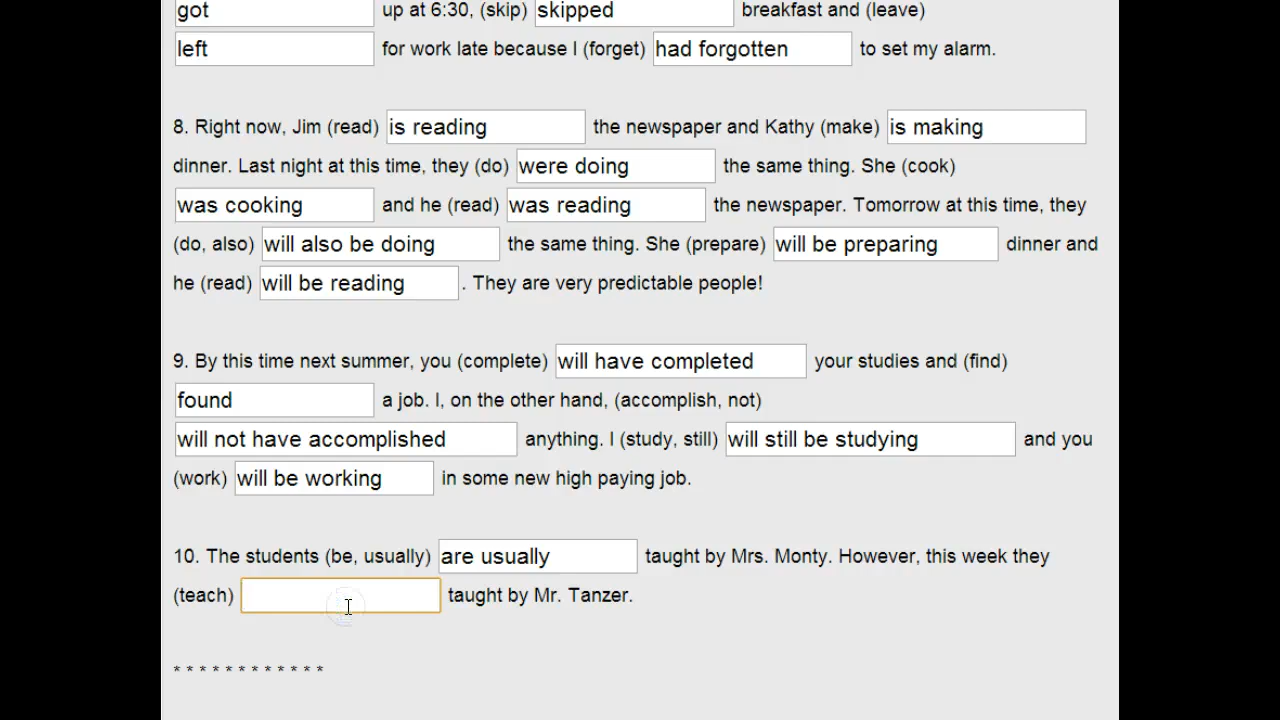 got up at 6:30, (skip) skipped breakfast and (leave)
left for work late because I (forget) had forgotten to set my alarm.
8. Right now, Jim (read) is reading the newspaper and Kathy (make) is making
dinner. Last night at this time, they (do) were doing the same thing. She (cook)
was cooking and he (read) was reading the newspaper. Tomorrow at this time, they
(do, also) will also be doing the same thing. She (prepare) will be preparing dinner and
he (read) will be reading . They are very predictable people!
9. By this time next summer, you (complete) will have completed your studies and (find)
found a job. I, on the other hand, (accomplish, not)
will not have accomplished anything. I (study, still) will still be studying and you
(work) will be working in some new high paying job.
10. The students (be, usually) are usually taught by Mrs. Monty. However, this week they
(teach) taught by Mr. Tanzer.
* * * * * * * * * * * *